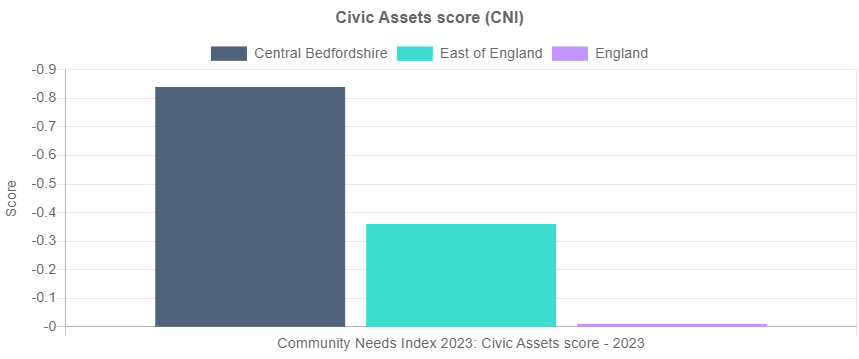 Civic Assets score (CNI)
Central Bedfordshire East of England England
-0.9
-0.8
-0.7
-0.6
-0.5
-0.4
-0.3
-0.2
-0.1
-0
Score
Community Needs Index 2023: Civic Assets score - 2023